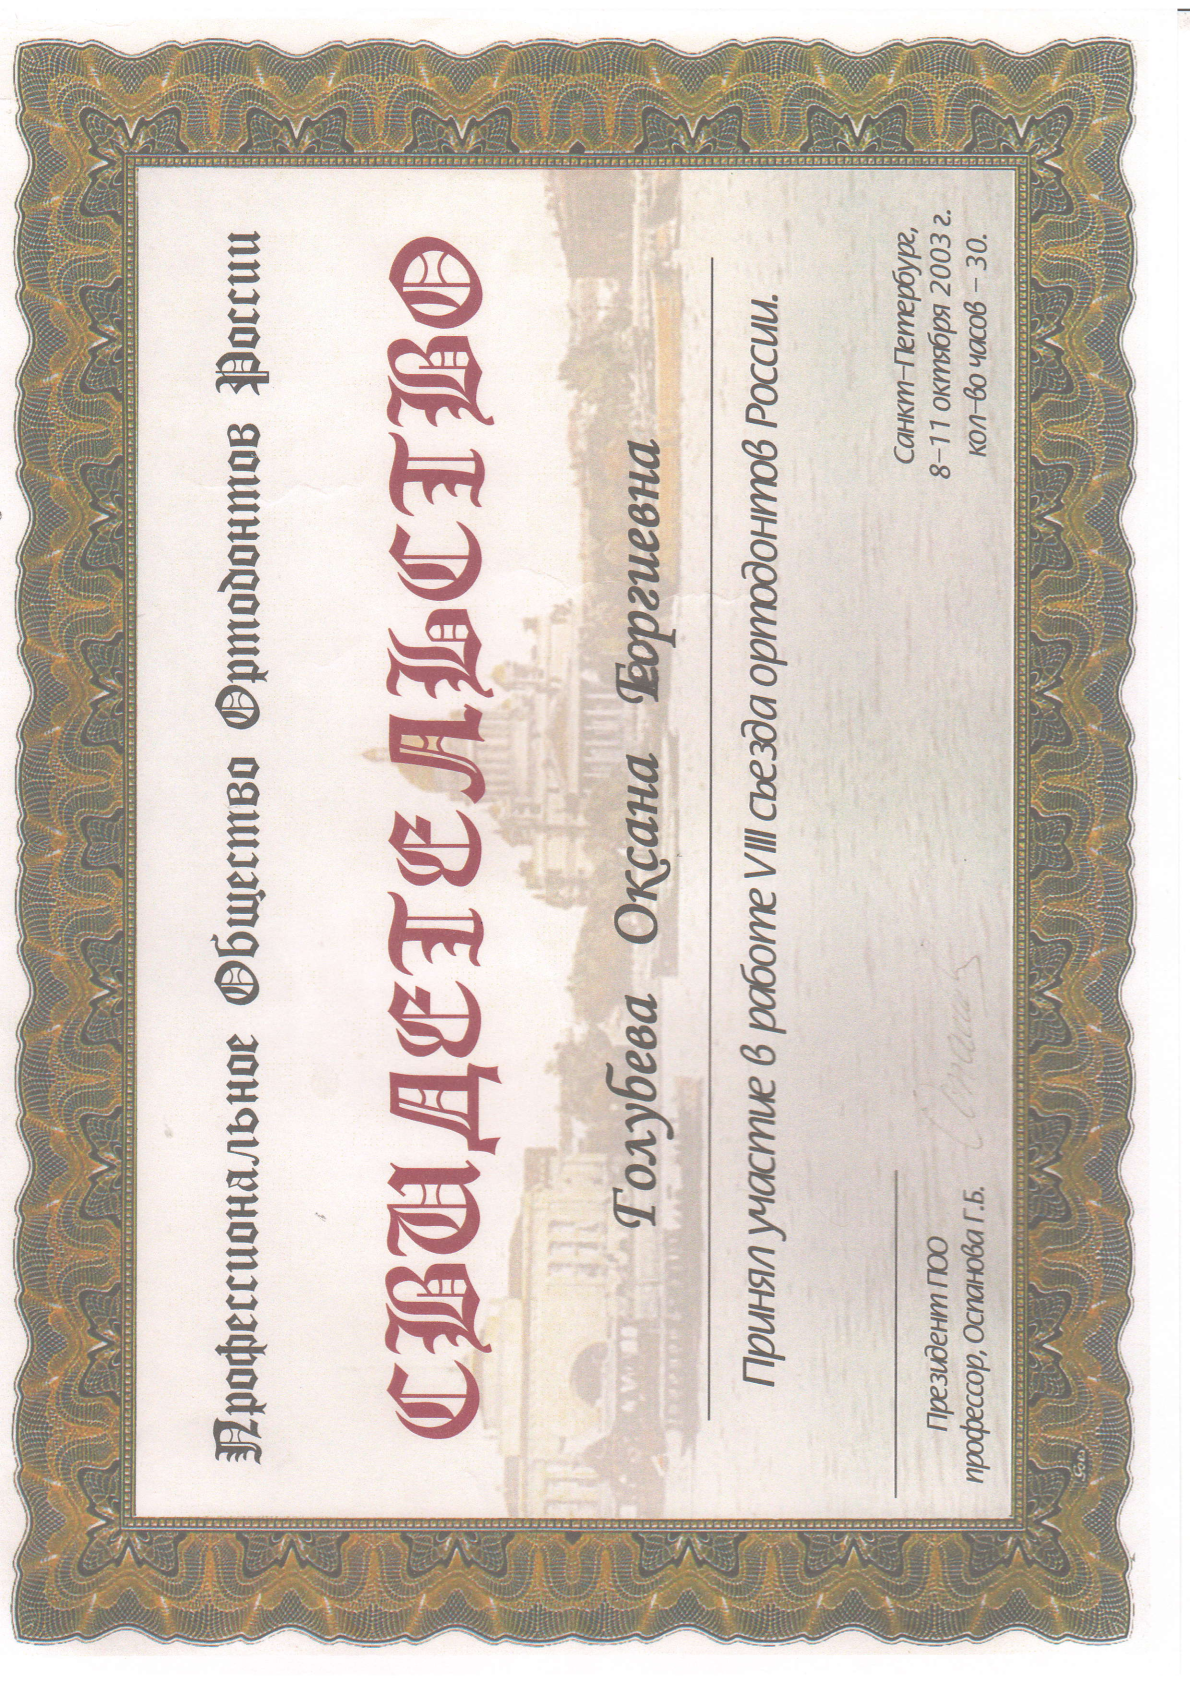 Профессиональное Общество Ортодонтов России
СВИДЕТЕЛЬСТВО
Голубева Оксана Георгиевна
Принял участие в работе VIII съезда ортодонтов России.
Президент ПОО
профессор, Оспанова Г.Б.
Санкт-Петербург,
8-11 октября 2003 г.
кол-во часов - 30.